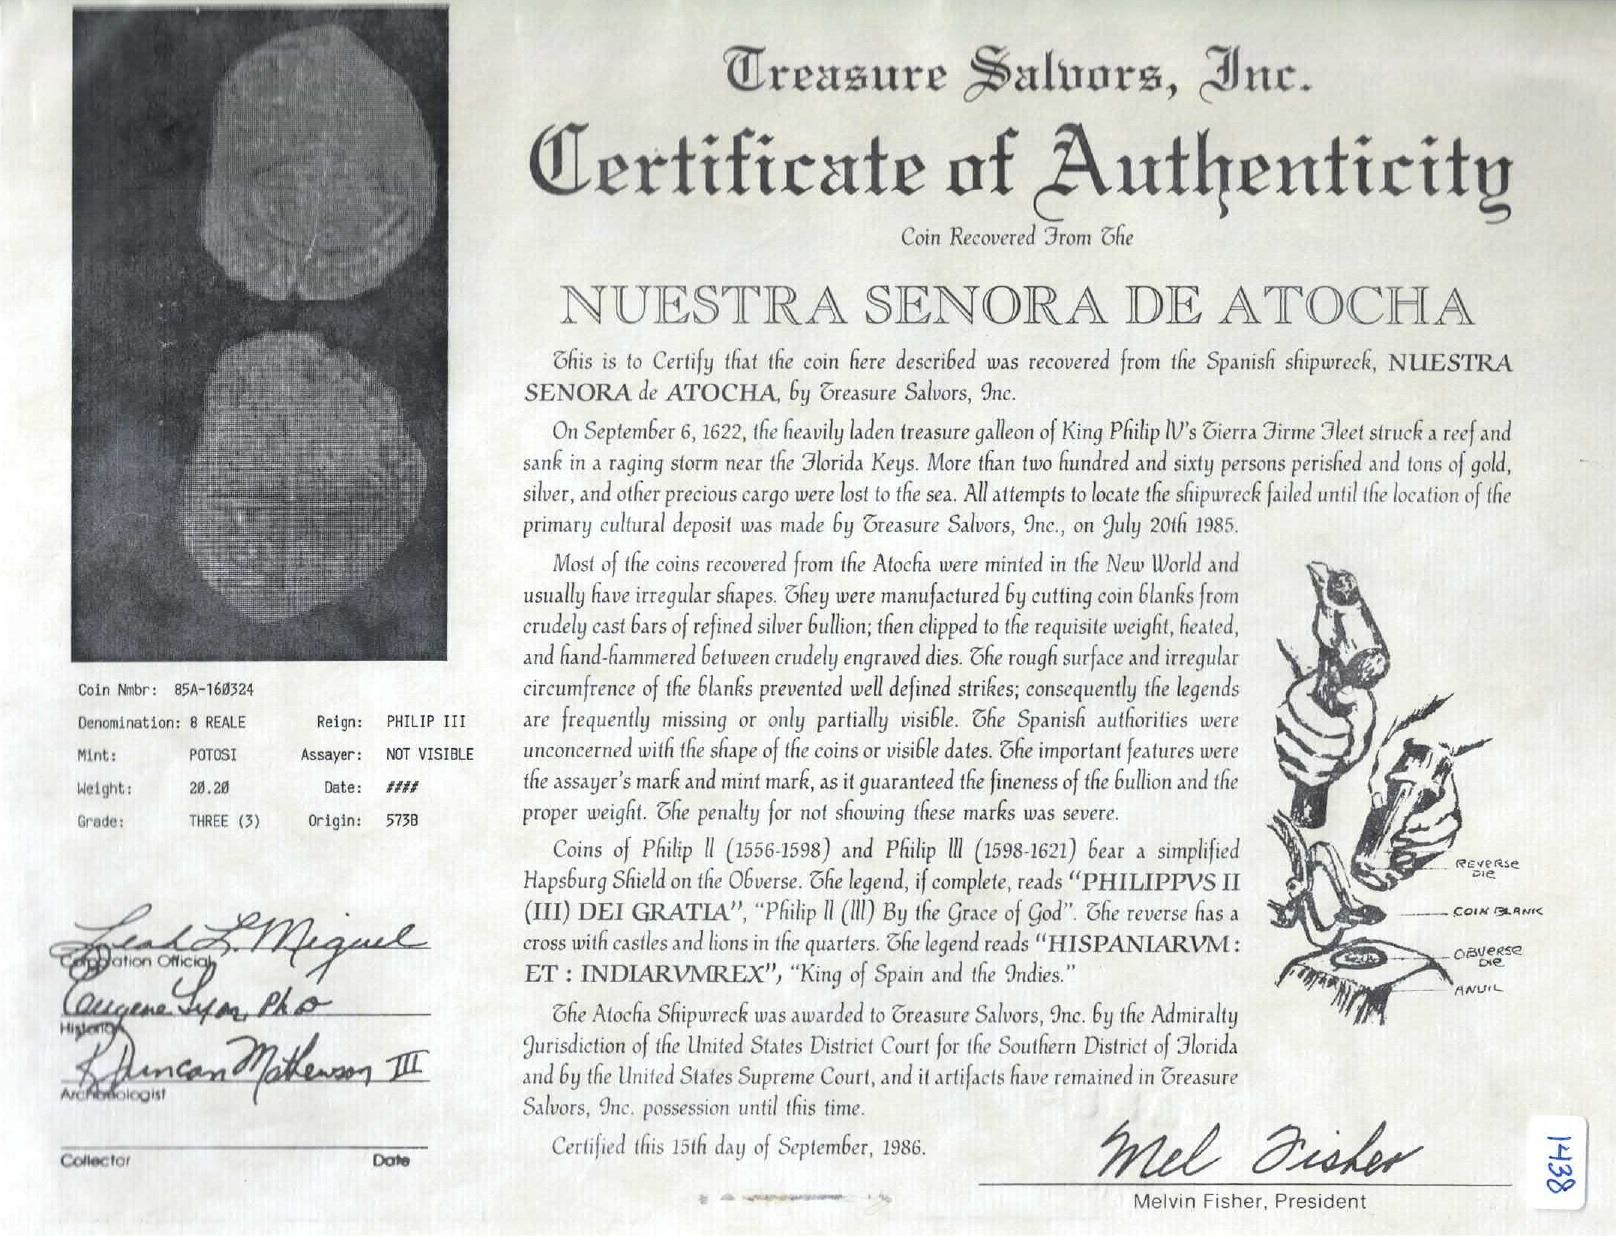 Treasure Salvors, Inc.
Certificate of Authenticity
Coin Recovered From The
NUESTRA SENORA DE ATOCHA
This is to Certify that the coin here described was recovered from the Spanish shipwreck, NUESTRA
SENORA de ATOCHA, by Treasure Salvors, Inc.
On September 6, 1622, the heavily laden treasure galleon of King Philip IV's Tierra Firme Fleet struck a reef and
sank in a raging storm near the Florida Keys. More than two hundred and sixty persons perished and tons of gold,
silver, and other precious cargo were lost to the sea. All attempts to locate the shipwreck failed until the location of the
primary cultural deposit was made by Treasure Salvors, Inc., on July 20th 1985.
Most of the coins recovered from the Atocha were minted in the New World and
usually have irregular shapes. They were manufactured by cutting coin blanks from
crudely cast bars of refined silver bullion; then clipped to the requisite weight, heated,
and hand-hammered between crudely engraved dies. The rough surface and irregular
circumfrence of the blanks prevented well defined strikes; consequently the legends
are frequently missing or only partially visible. The Spanish authorities were
unconcerned with the shape of the coins or visible dates. The important features were
the assayer's mark and mint mark, as it guaranteed the fineness of the bullion and the
proper weight. The penalty for not showing these marks was severe.
Coins of Philip II (1556-1598) and Philip III (1598-1621) bear a simplified
Hapsburg Shield on the Obverse. The legend, if complete, reads "PHILIPPVS II
(III) DEI GRATIA", "Philip II (III) By the Grace of God". The reverse has a
cross with castles and lions in the quarters. The legend reads "HISPANIARVM :
ET : INDIARVMREX", "King of Spain and the Indies."
The Atocha Shipwreck was awarded to Treasure Salvors, Inc. by the Admiralty
Jurisdiction of the United States District Court for the Southern District of Florida
and by the United States Supreme Court, and it artifacts have remained in Treasure
Salvors, Inc. possession until this time.
Certified this 15th day of September, 1986.
REVERSE
DIE
COIN BLANK
OBVERSE
DIE
ANVIL
Mel Fisher
Melvin Fisher, President
Coin Nmbr: 85A-160324
Denomination: 8 REALE Reign: PHILIP III
Mint: POTOSI Assayer: NOT VISIBLE
Weight: 20.20 Date: ####
Grade: THREE (3) Origin: 573B
Leah L. Miguel
Corporation Official
Eugene Lyon, Ph D
Historian
R Duncan Mathewson III
Archaeologist
Collector Date
1438